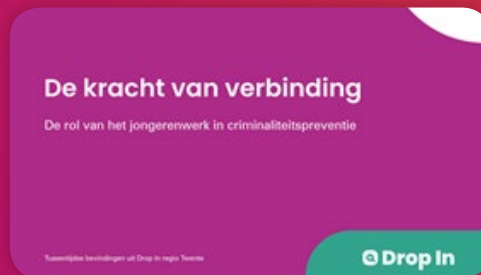 De kracht van verbinding
De rol van het jongerenwerk in criminaliteitspreventie
Tussentijdse bevindingen uit Drop In regio Twente
Drop In